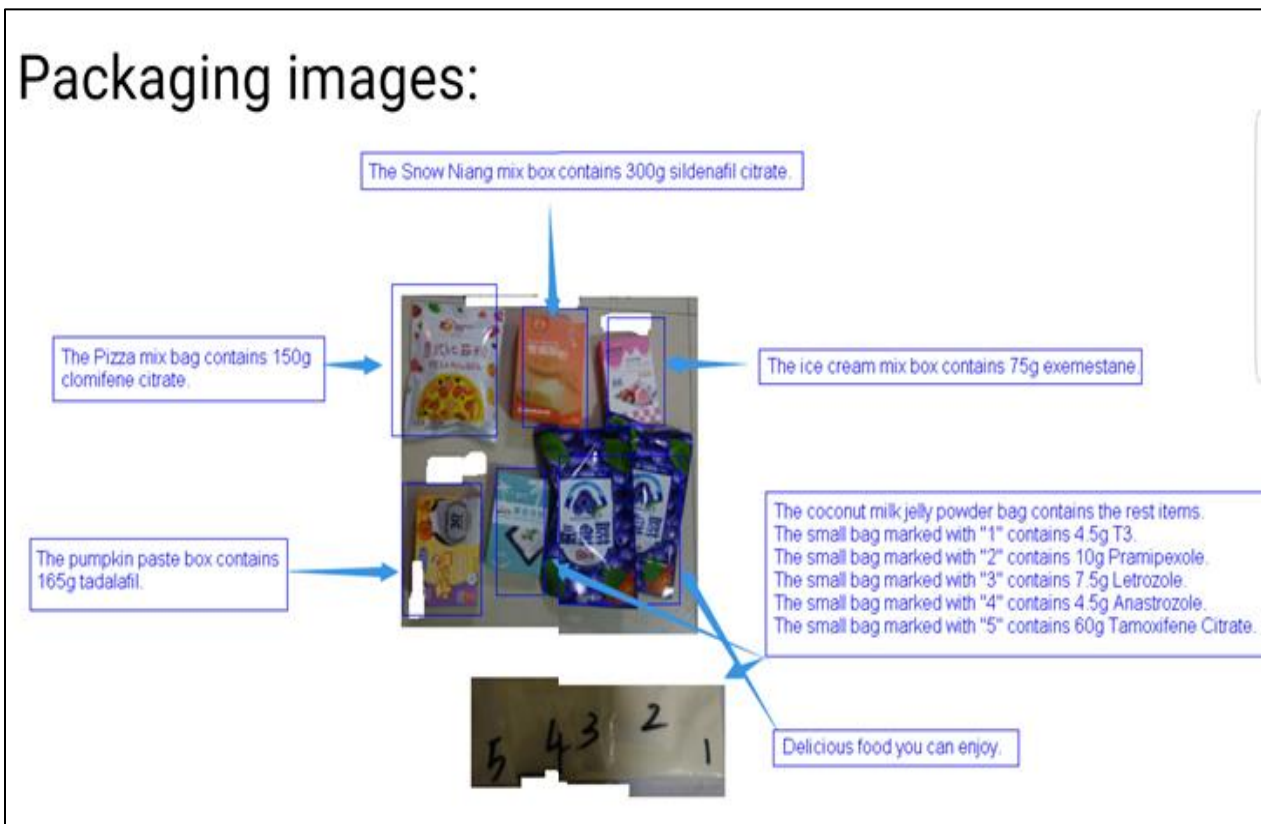 Packaging images:
The Snow Niang mix box contains 300g sildenafil citrate.
The Pizza mix bag contains 150g
clomifene citrate.
The ice cream mix box contains 75g exemestane.
The pumpkin paste box contains
165g tadalafil.
The coconut milk jelly powder bag contains the rest items.
The small bag marked with "1" contains 4.5g T3.
The small bag marked with "2" contains 10g Pramipexole.
The small bag marked with "3" contains 7.5g Letrozole.
The small bag marked with "4" contains 4.5g Anastrozole.
The small bag marked with "5" contains 60g Tamoxifene Citrate.
5 4 3 2 1
Delicious food you can enjoy.